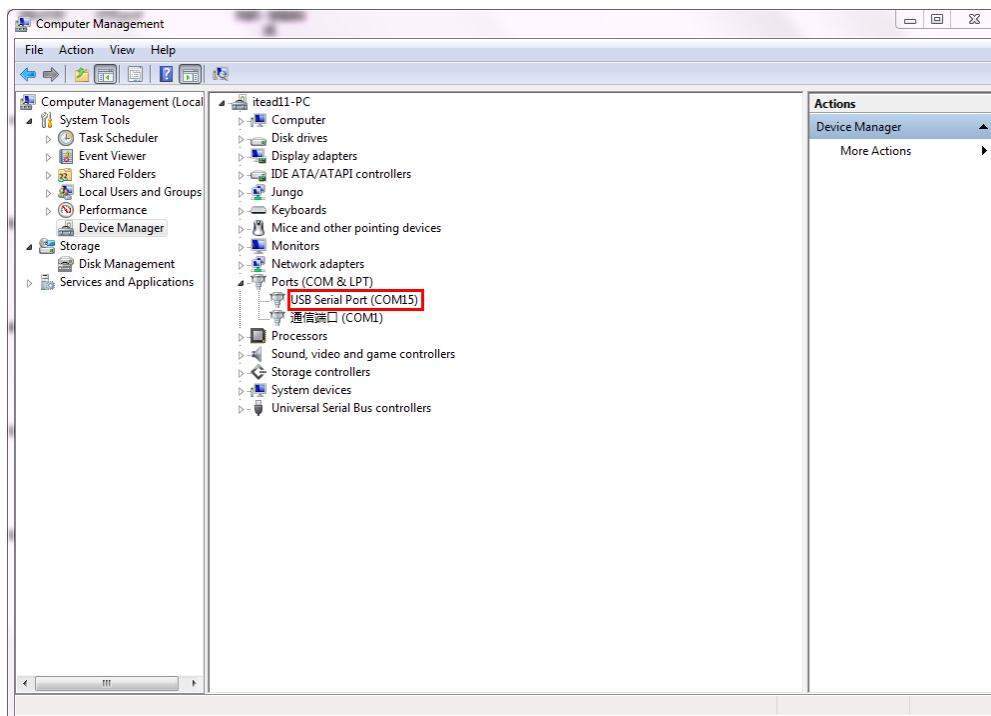 Computer Management
File Action View Help
Computer Management (Local
System Tools
Task Scheduler
Event Viewer
Shared Folders
Local Users and Groups
Performance
Device Manager
Storage
Disk Management
Services and Applications
itead11-PC
Computer
Disk drives
Display adapters
IDE ATA/ATAPI controllers
Jungo
Keyboards
Mice and other pointing devices
Monitors
Network adapters
Ports (COM & LPT)
USB Serial Port (COM15)
通信端口 (COM1)
Processors
Sound, video and game controllers
Storage controllers
System devices
Universal Serial Bus controllers
Actions
Device Manager
More Actions